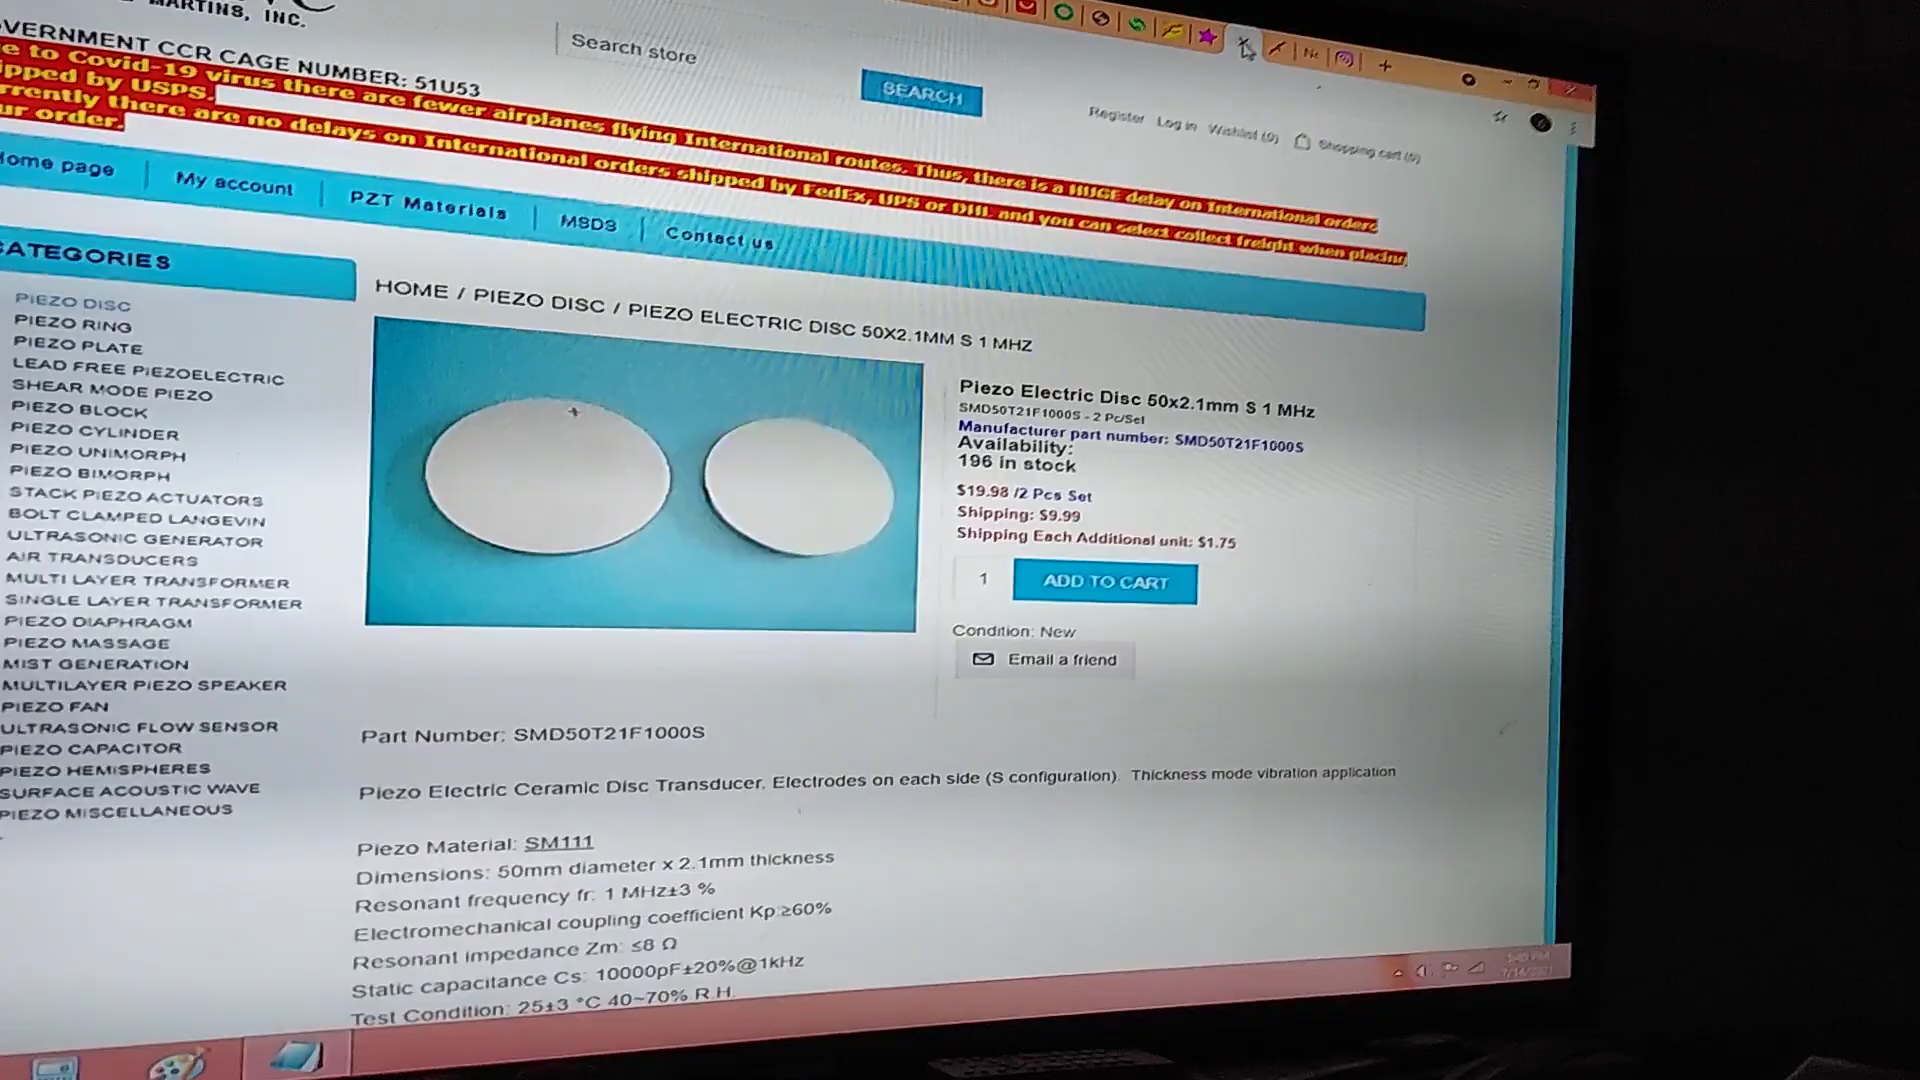 MARTINS, INC.
VERNMENT CCR CAGE NUMBER: 51U53
e to Covid-19 virus there are fewer airplanes flying International routes. Thus, there is a HUGE delay on International orders
ipped by USPS.
rrently there are no delays on International orders shipped by FedEx, UPS or DHL and you can select collect freight when placing
ur order.
Search store
SEARCH
Register Log in Wishlist (0) Shopping cart (0)
ome page
My account
PZT Materials
MSDS
Contact us
CATEGORIES
PIEZO DISC
PIEZO RING
PIEZO PLATE
LEAD FREE PIEZOELECTRIC
SHEAR MODE PIEZO
PIEZO BLOCK
PIEZO CYLINDER
PIEZO UNIMORPH
PIEZO BIMORPH
STACK PIEZO ACTUATORS
BOLT CLAMPED LANGEVIN
ULTRASONIC GENERATOR
AIR TRANSDUCERS
MULTI LAYER TRANSFORMER
SINGLE LAYER TRANSFORMER
PIEZO DIAPHRAGM
PIEZO MASSAGE
MIST GENERATION
MULTILAYER PIEZO SPEAKER
PIEZO FAN
ULTRASONIC FLOW SENSOR
PIEZO CAPACITOR
PIEZO HEMISPHERES
SURFACE ACOUSTIC WAVE
PIEZO MISCELLANEOUS
HOME / PIEZO DISC / PIEZO ELECTRIC DISC 50X2.1MM S 1 MHZ
Piezo Electric Disc 50x2.1mm S 1 MHz
SMD50T21F1000S - 2 Pc/Set
Manufacturer part number: SMD50T21F1000S
Availability:
196 in stock
$19.98 /2 Pcs Set
Shipping: $9.99
Shipping Each Additional unit: $1.75
1
ADD TO CART
Condition: New
Email a friend
Part Number: SMD50T21F1000S
Piezo Electric Ceramic Disc Transducer. Electrodes on each side (S configuration). Thickness mode vibration application
Piezo Material: SM111
Dimensions: 50mm diameter x 2.1mm thickness
Resonant frequency fr: 1 MHz±3 %
Electromechanical coupling coefficient Kp:≥60%
Resonant impedance Zm: ≤8 Ω
Static capacitance Cs: 10000pF±20%@1kHz
Test Condition: 25±3 °C 40~70% R.H.